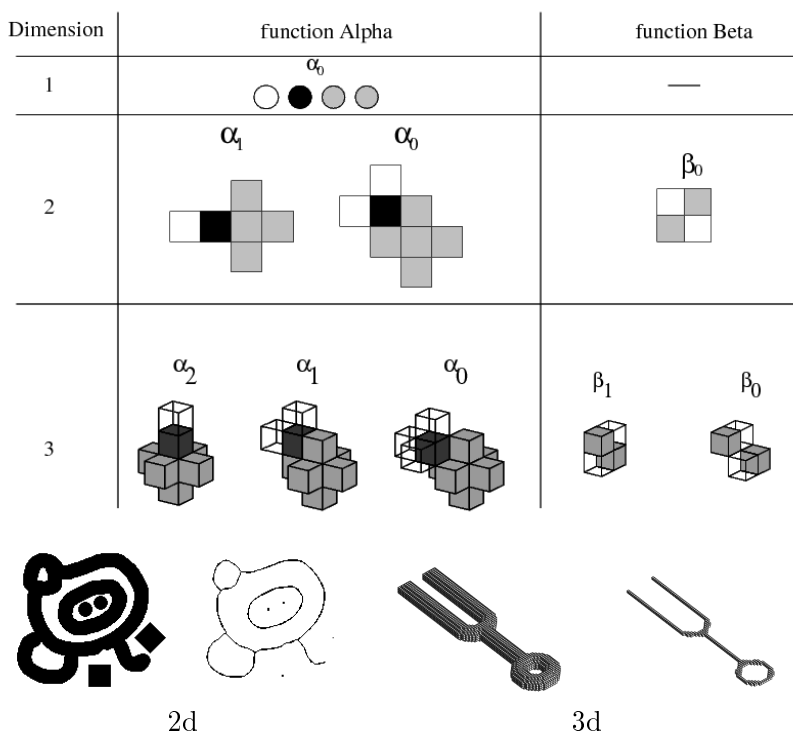 Dimension function Alpha function Beta
α₀
1
α₁ α₀
β₀
2
α₂ α₁ α₀ β₁ β₀
3
2d 3d